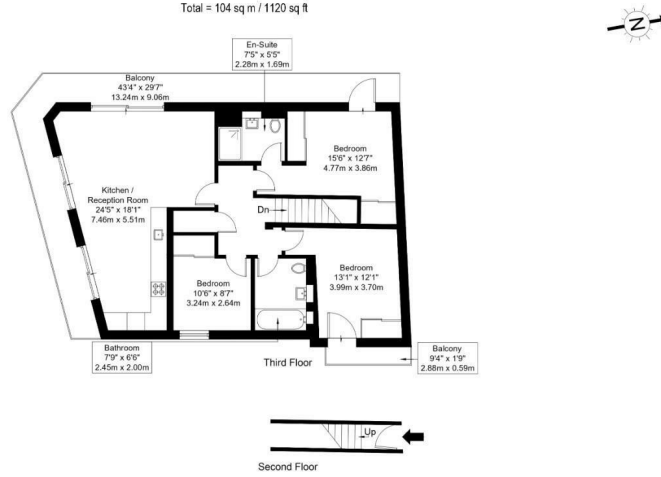 Total = 104 sq m / 1120 sq ft
N
En-Suite
7'5" x 5'5"
2.28m x 1.69m
Balcony
43'4" x 29'7"
13.24m x 9.06m
Bedroom
15'6" x 12'7"
4.77m x 3.86m
Kitchen /
Reception Room
24'5" x 18'1"
7.46m x 5.51m
Dn
Bedroom
10'6" x 8'7"
3.24m x 2.64m
Bedroom
13'1" x 12'1"
3.99m x 3.70m
Bathroom
7'9" x 6'6"
2.45m x 2.00m
Third Floor
Balcony
9'4" x 1'9"
2.88m x 0.59m
Up
Second Floor